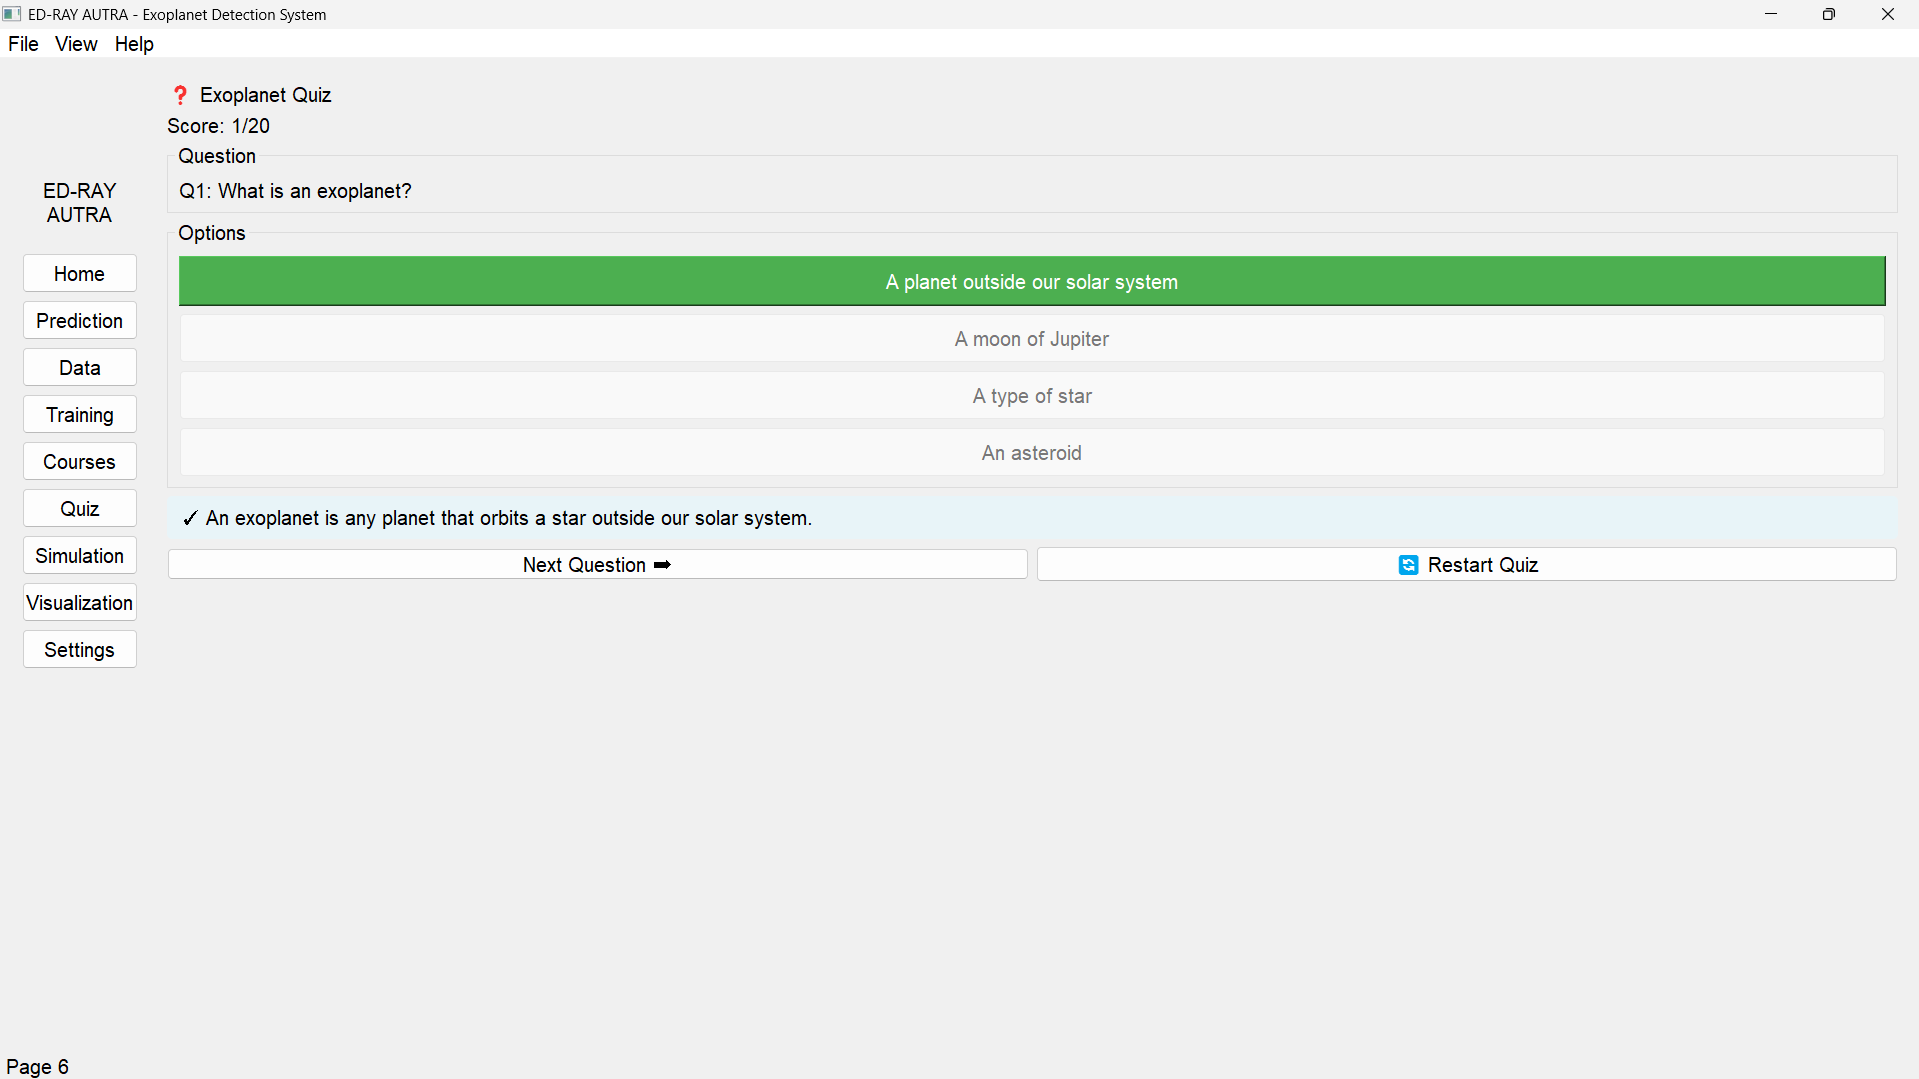 ED-RAY AUTRA - Exoplanet Detection System
File View Help
❓ Exoplanet Quiz
Score: 1/20
Question
Q1: What is an exoplanet?
Options
A planet outside our solar system
A moon of Jupiter
A type of star
An asteroid
✓ An exoplanet is any planet that orbits a star outside our solar system.
Next Question ➡
🔄 Restart Quiz
ED-RAY
AUTRA
Home
Prediction
Data
Training
Courses
Quiz
Simulation
Visualization
Settings
Page 6